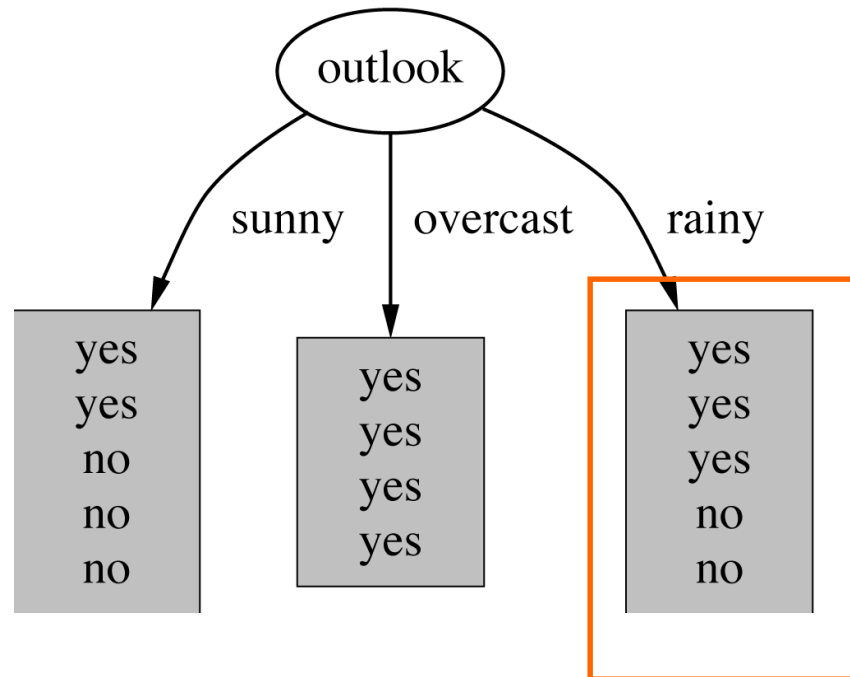 outlook
sunny overcast rainy
yes
yes
no
no
no
yes
yes
yes
yes
yes
yes
yes
no
no